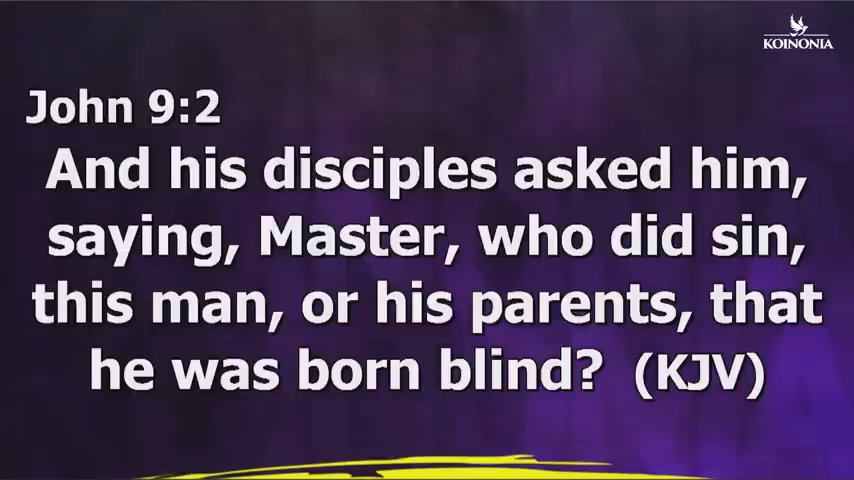 KOINONIA
John 9:2
And his disciples asked him,
saying, Master, who did sin,
this man, or his parents, that
he was born blind? (KJV)